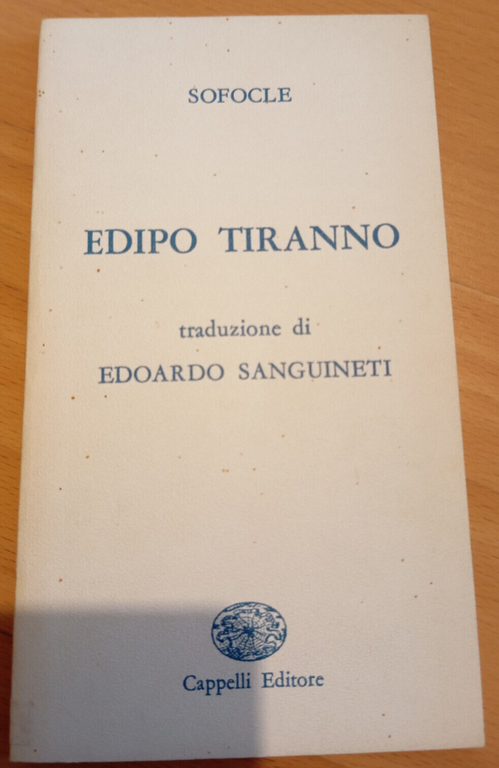 SOFOCLE
EDIPO TIRANNO
traduzione di
EDOARDO SANGUINETI
Cappelli Editore